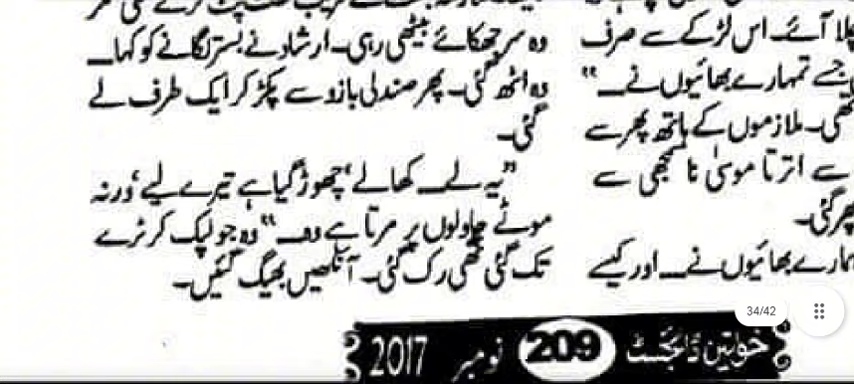 چلا آئے۔ اس لڑکے سے صرف
جسے تمہارے بھائیوں نے۔۔۔"
تھی۔ ملازموں کے ہاتھ پھر سے
سے اترتا موسیٰ نا سمجھی سے
پھر گئی۔
ہمارے بھائیوں نے۔۔۔ اور کیسے
وہ سر جھکائے بیٹھی رہی۔ ارشاد نے بستر لگانے کو کہا۔۔۔
وہ اٹھ گئی۔ پھر صندلی بازو سے پکڑ کر ایک طرف لے
گئی۔
"یہ لے۔۔۔ کھا لے، چھوڑ گیا ہے تیرے لیے، ورنہ
موٹے چاولوں پر مرتا ہے وہ۔۔۔" وہ جو لپک کر ٹرے
تک گئی تھی رک گئی۔ آنکھیں بھیگ گئیں۔
34/42
خواتین ڈائجسٹ 209 نومبر 2017